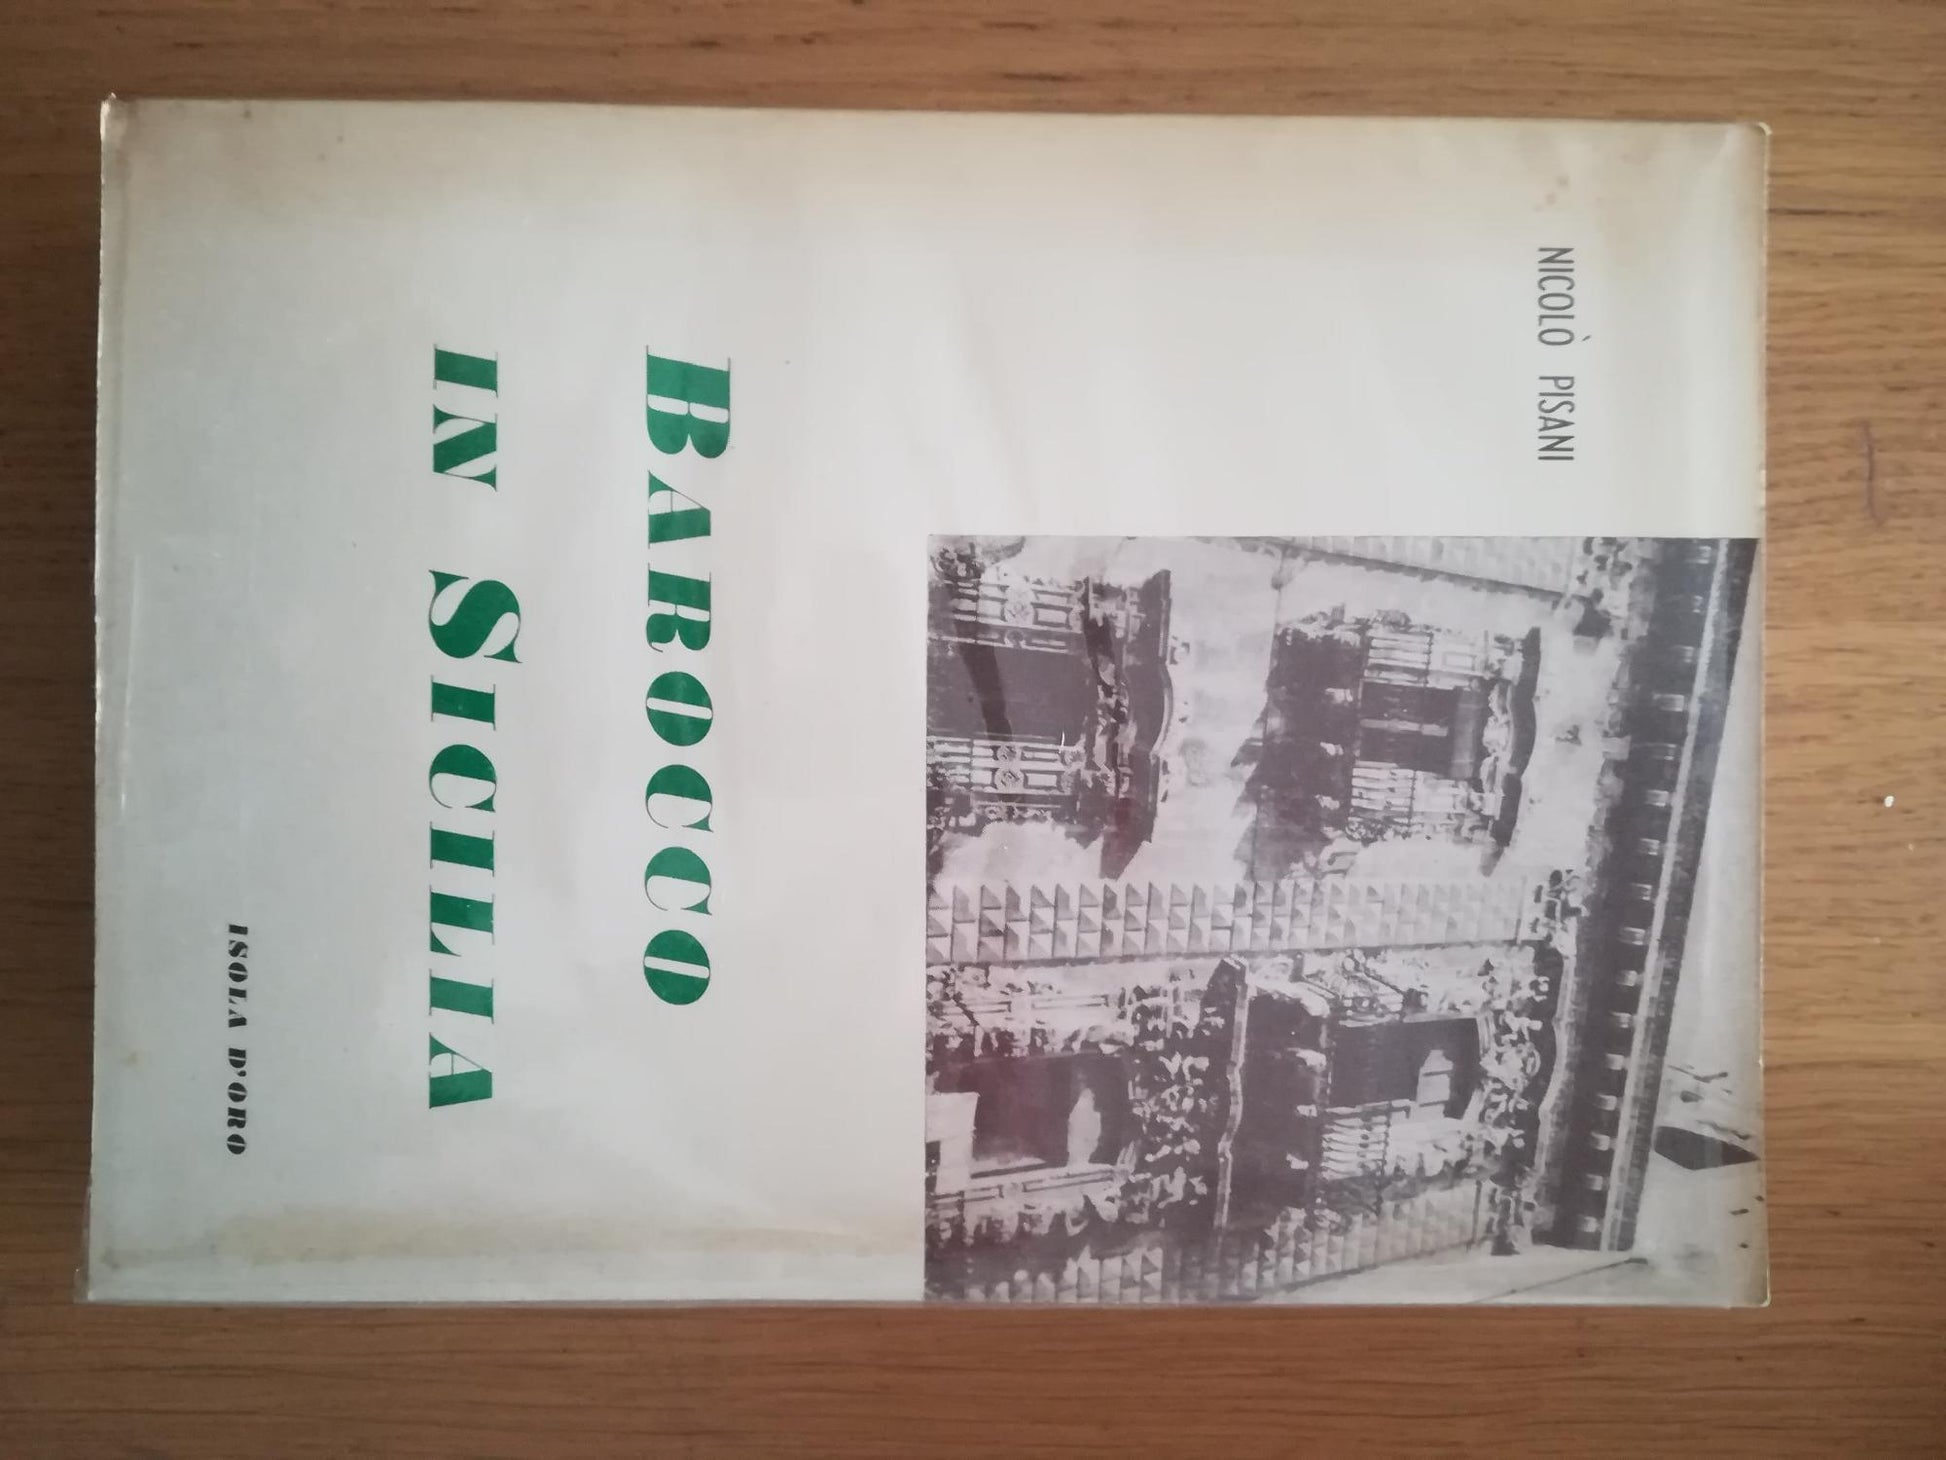 NICOLÒ PISANI
BAROCCO
IN SICILIA
ISOLA D'ORO